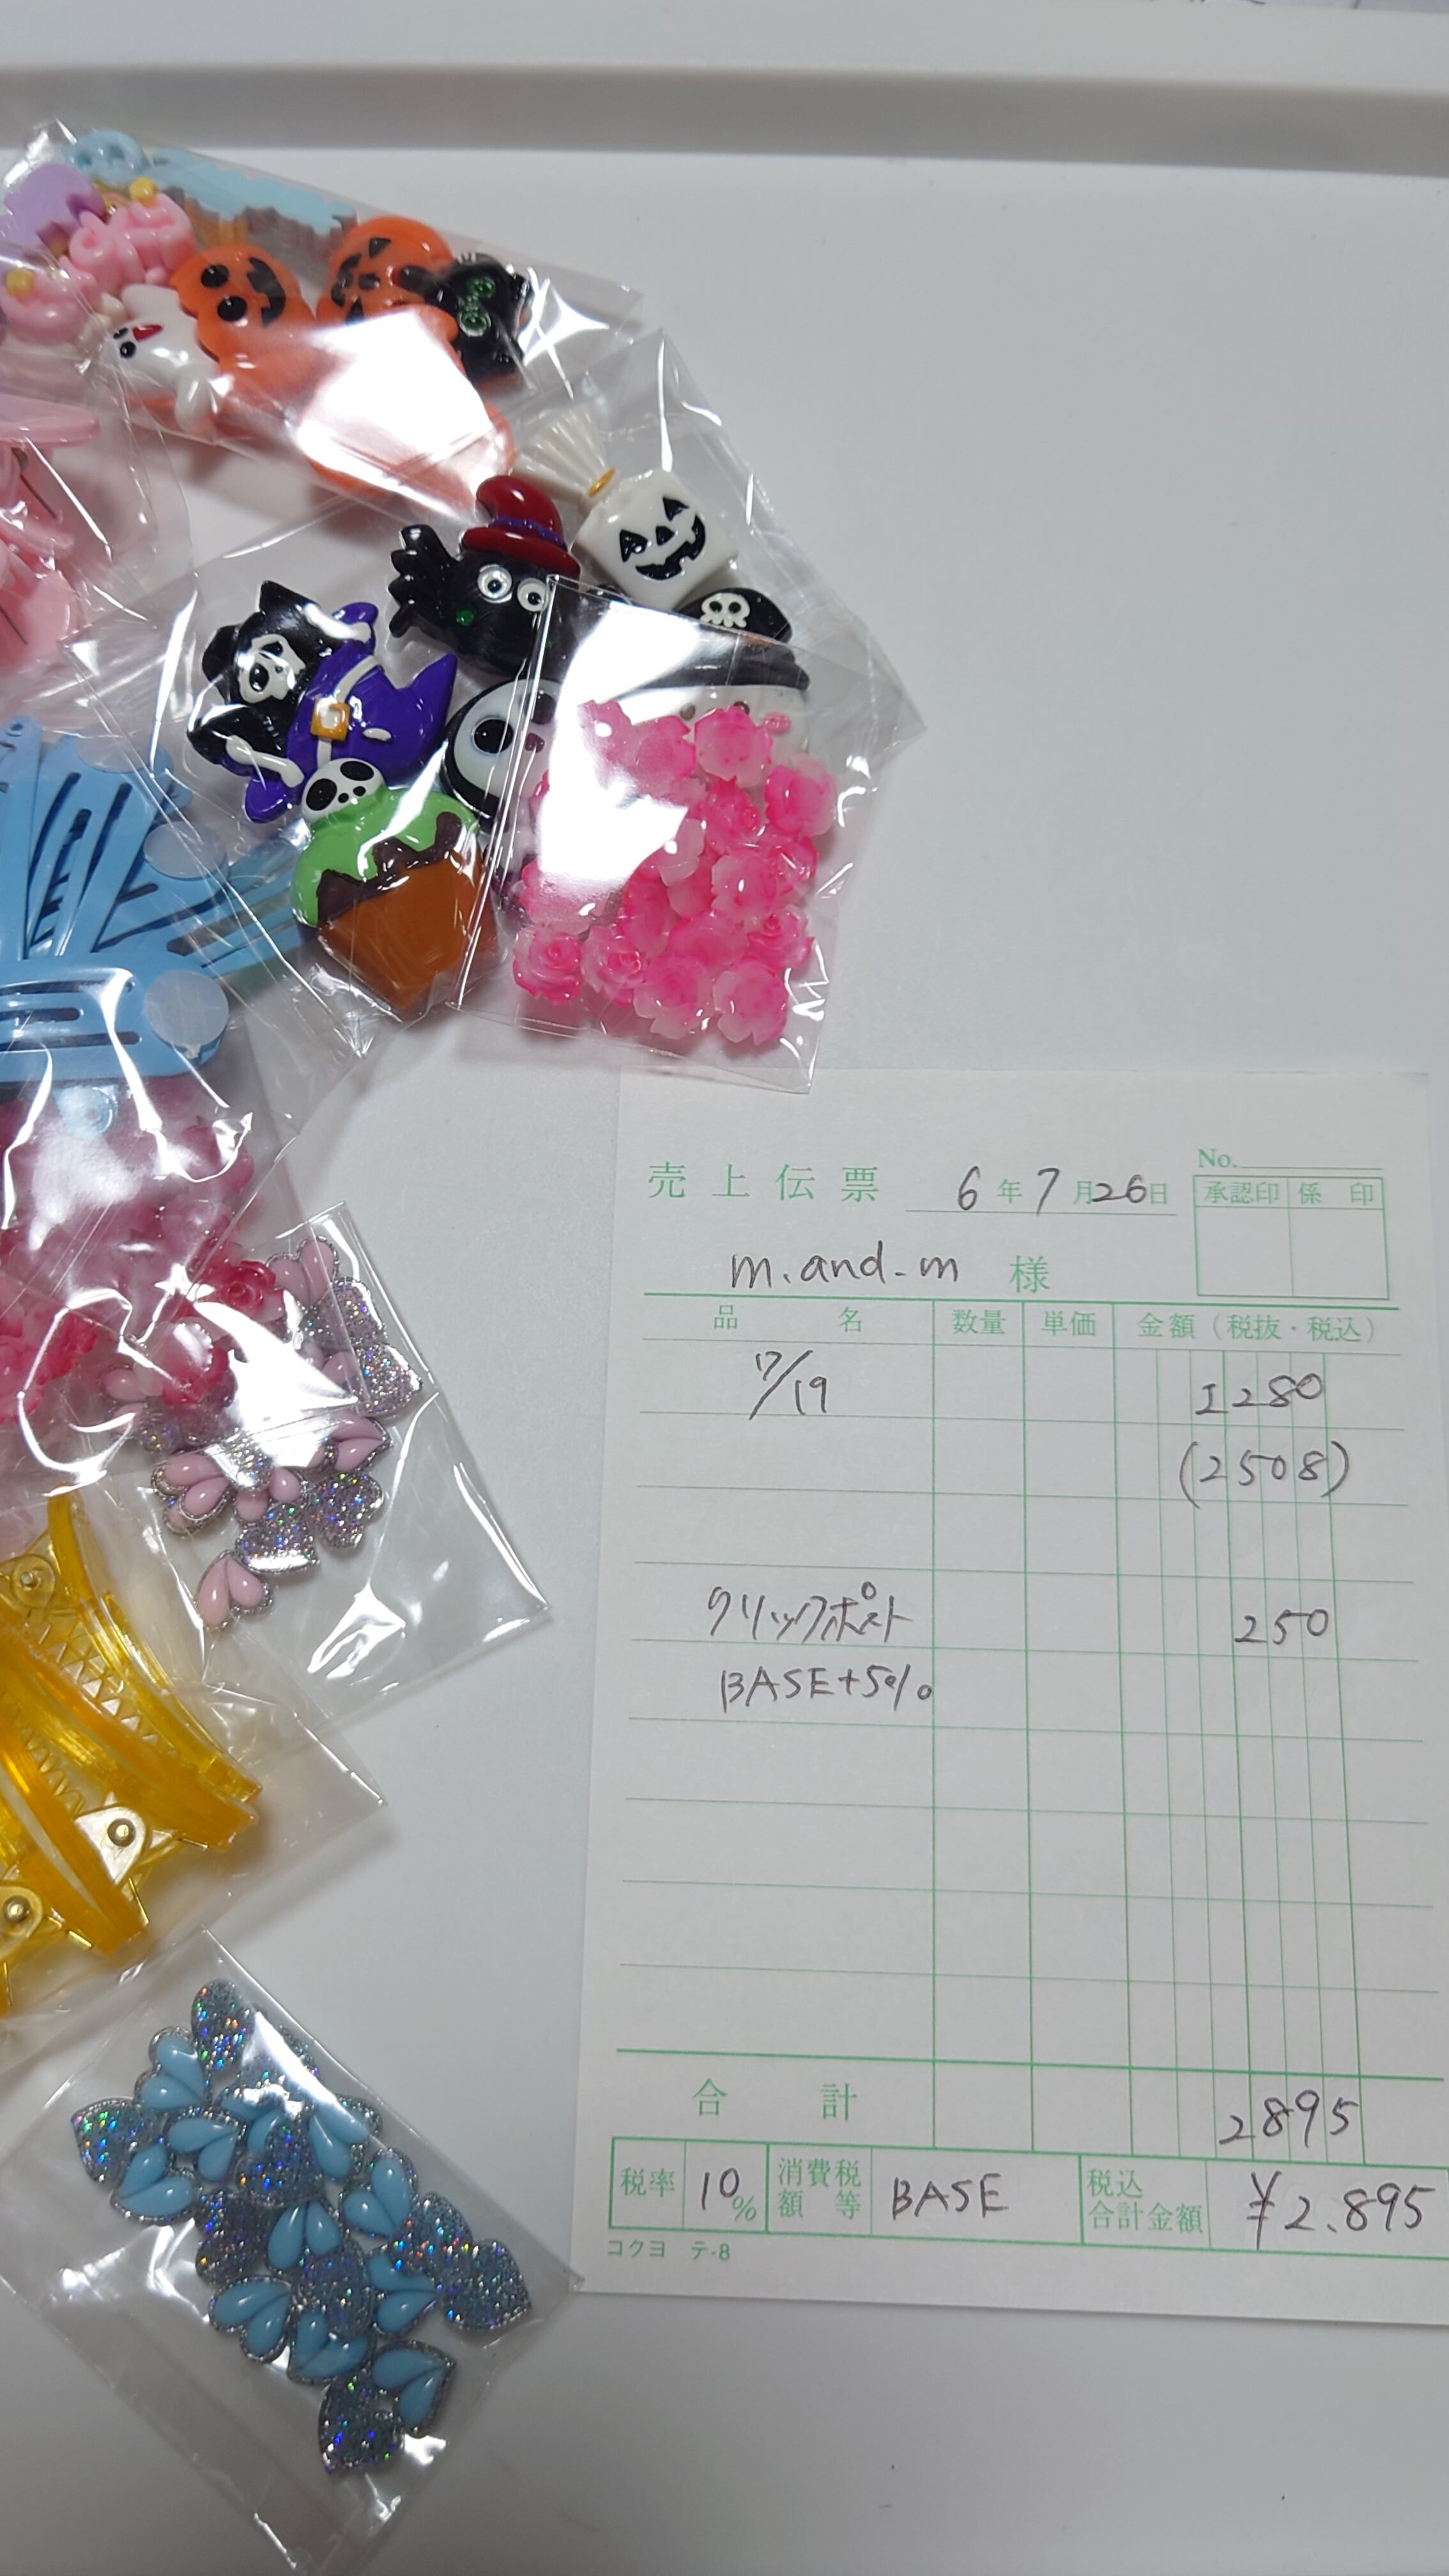 No.
売上伝票 6年7月26日
承認印 係印
m.and-m 様
品名 数量 単価 金額（税抜・税込）
7/19 1280
(2508)
クリックポスト 250
BASE+5%
合計 2895
税率 10% 消費税額等 BASE 税込合計金額 ¥2.895
コクヨ テ-8